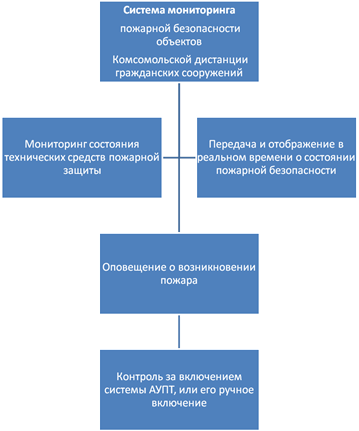 Система мониторинга
пожарной безопасности
объектов
Комсомольской дистанции
гражданских сооружений
Мониторинг состояния
технических средств пожарной
защиты
Передача и отображение в
реальном времени о состоянии
пожарной безопасности
Оповещение о возникновении
пожара
Контроль за включением
системы АУПТ, или его ручное
включение